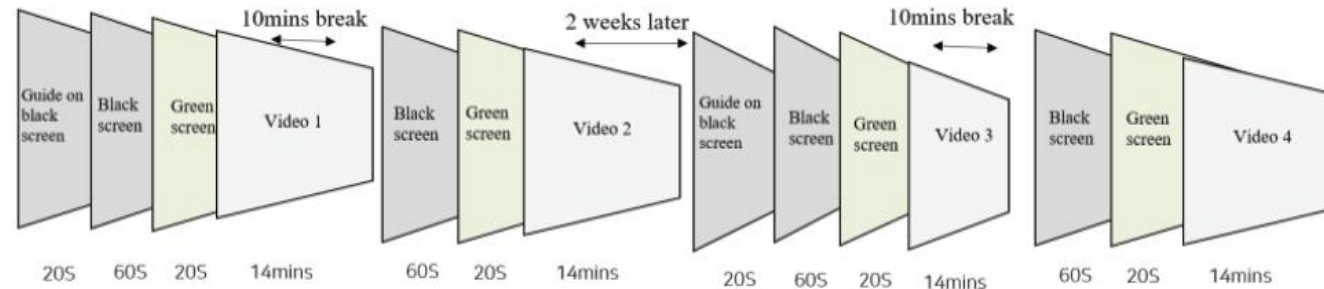 10mins break
2 weeks later
10mins break
Guide on
black
screen
Black
screen
Green
screen
Video 1
Black
screen
Green
screen
Video 2
Guide on
black
screen
Black
screen
Green
screen
Video 3
Black
screen
Green
screen
Video 4
20S
60S
20S
14mins
60S
20S
14mins
20S
60S
20S
14mins
60S
20S
14mins